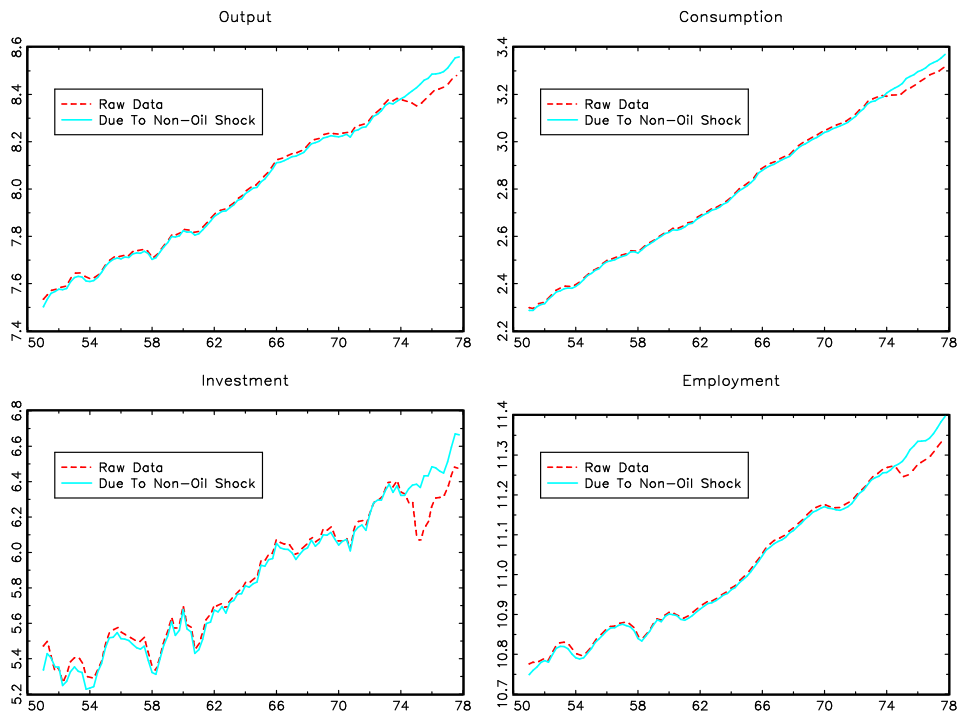 Output
8.6
8.4
8.2
8.0
7.8
7.6
7.4
Raw Data
Due To Non-Oil Shock
50 54 58 62 66 70 74 78
Consumption
3.4
3.2
3.0
2.8
2.6
2.4
2.2
Raw Data
Due To Non-Oil Shock
50 54 58 62 66 70 74 78
Investment
6.8
6.6
6.4
6.2
6.0
5.8
5.6
5.4
5.2
Raw Data
Due To Non-Oil Shock
50 54 58 62 66 70 74 78
Employment
11.4
11.3
11.2
11.1
11.0
10.9
10.8
10.7
Raw Data
Due To Non-Oil Shock
50 54 58 62 66 70 74 78